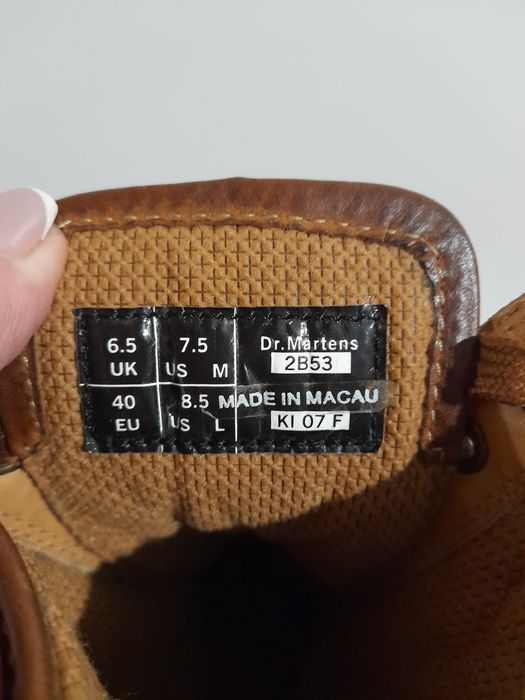 6.5 UK
7.5 US M
Dr.Martens
2B53
40 EU
8.5 US L
MADE IN MACAU
KI 07 F